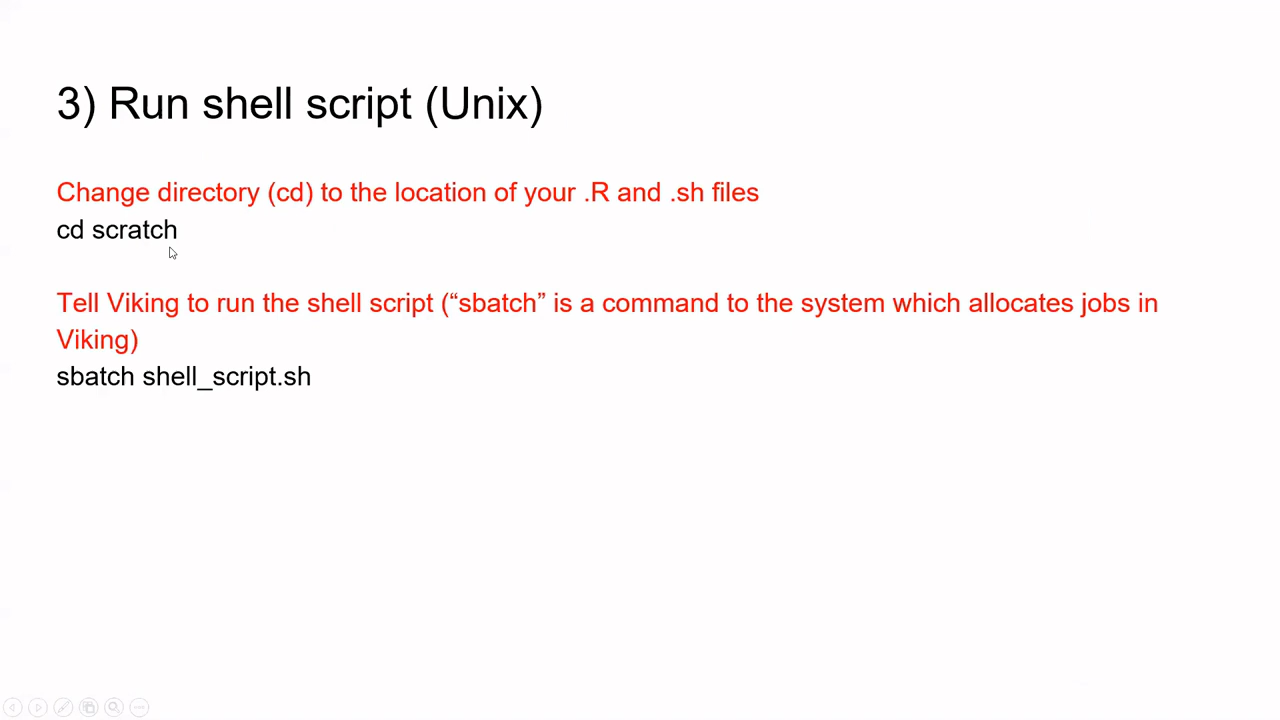 3) Run shell script (Unix)
Change directory (cd) to the location of your .R and .sh files
cd scratch
Tell Viking to run the shell script (“sbatch” is a command to the system which allocates jobs in
Viking)
sbatch shell_script.sh